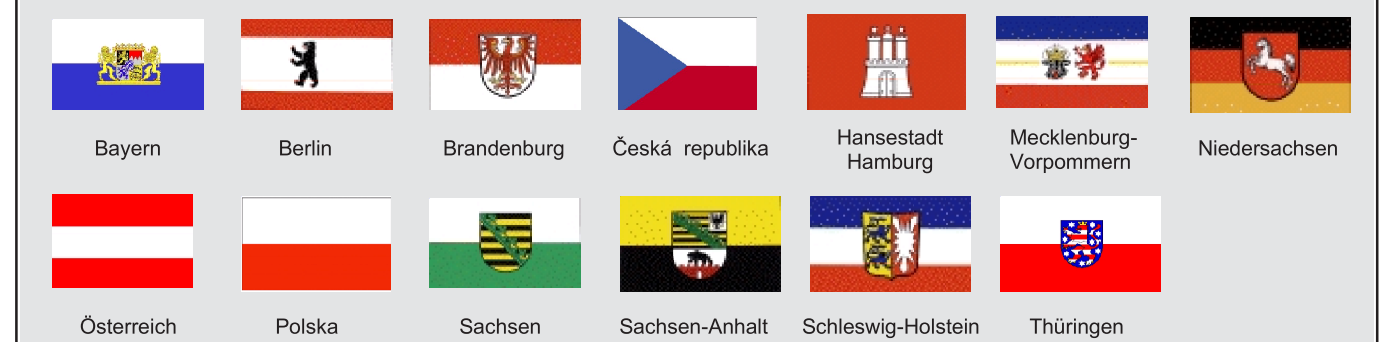 Bayern
Berlin
Brandenburg
Česká republika
Hansestadt
Hamburg
Mecklenburg-
Vorpommern
Niedersachsen
Österreich
Polska
Sachsen
Sachsen-Anhalt
Schleswig-Holstein
Thüringen